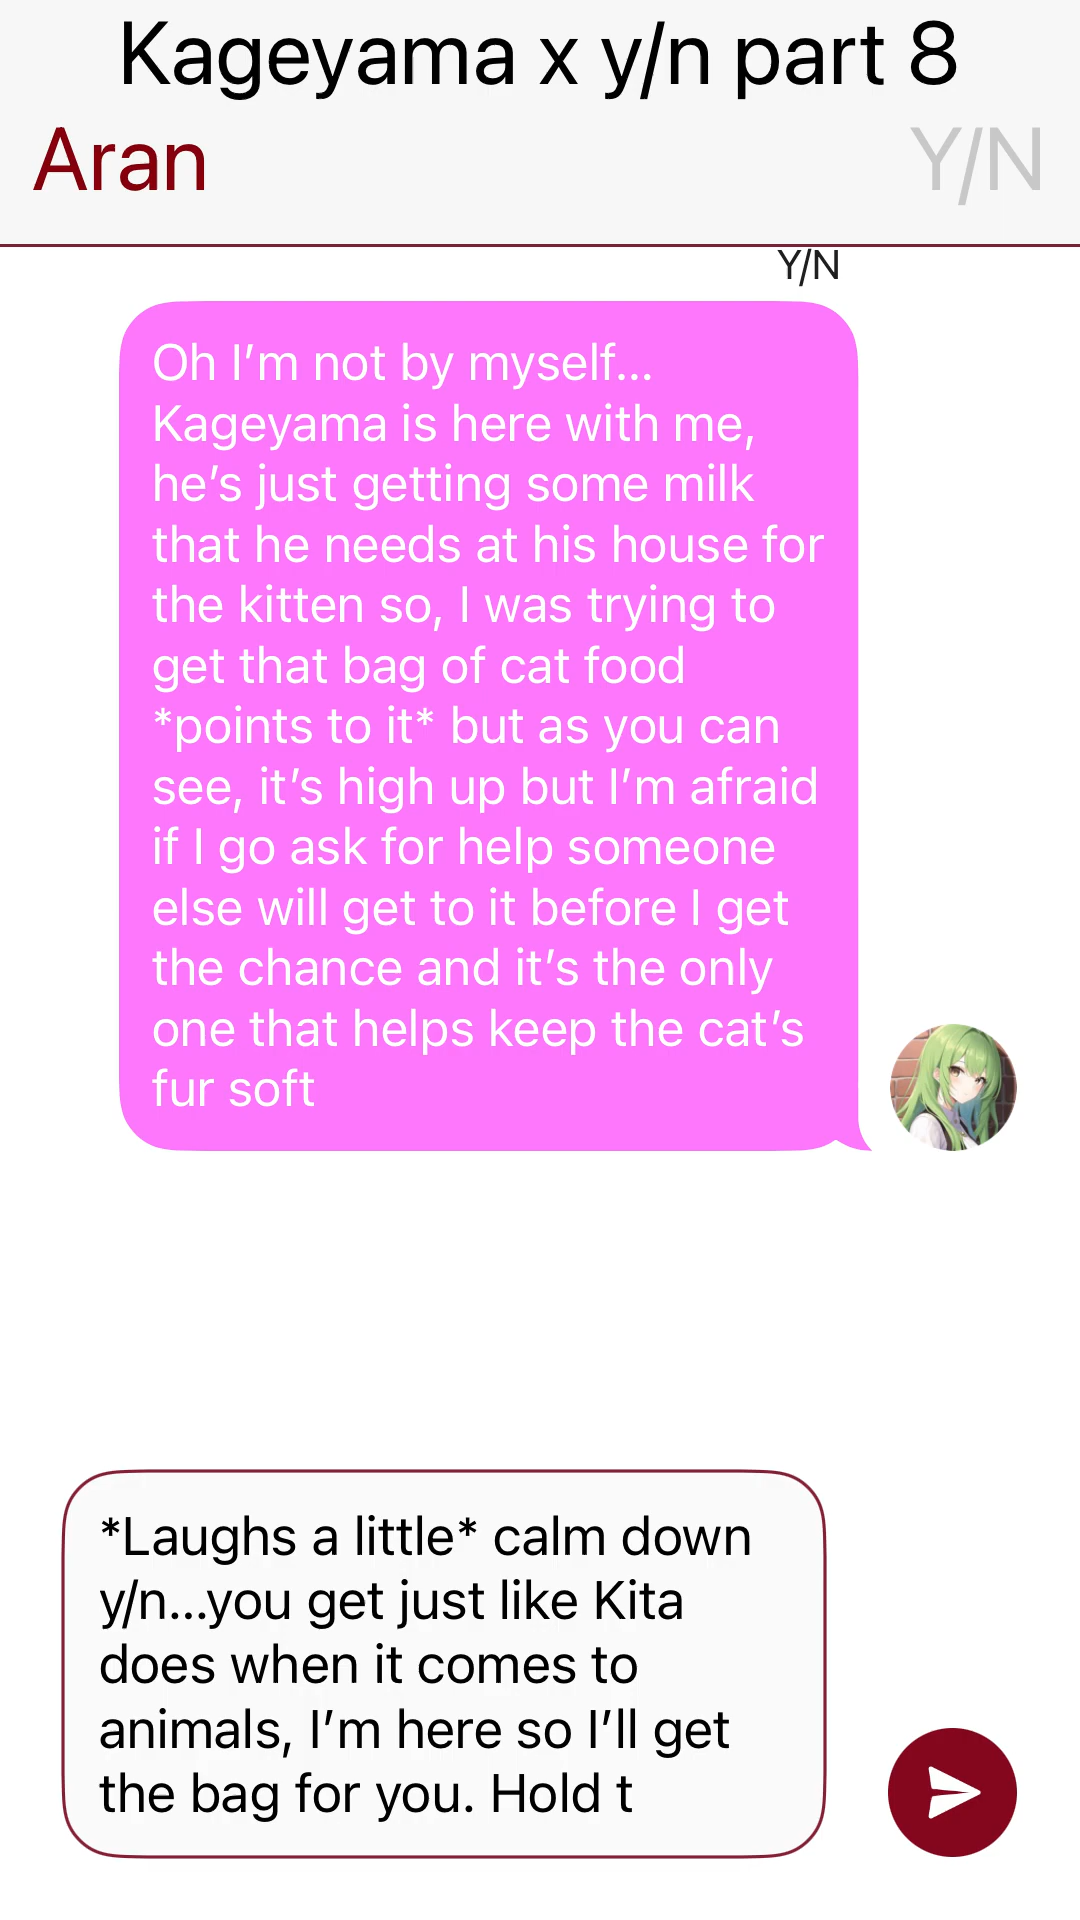 Kageyama x y/n part 8
Aran
Y/N
Y/N
Oh I’m not by myself...
Kageyama is here with me,
he’s just getting some milk
that he needs at his house for
the kitten so, I was trying to
get that bag of cat food
*points to it* but as you can
see, it’s high up but I’m afraid
if I go ask for help someone
else will get to it before I get
the chance and it’s the only
one that helps keep the cat’s
fur soft
*Laughs a little* calm down
y/n...you get just like Kita
does when it comes to
animals, I’m here so I’ll get
the bag for you. Hold t